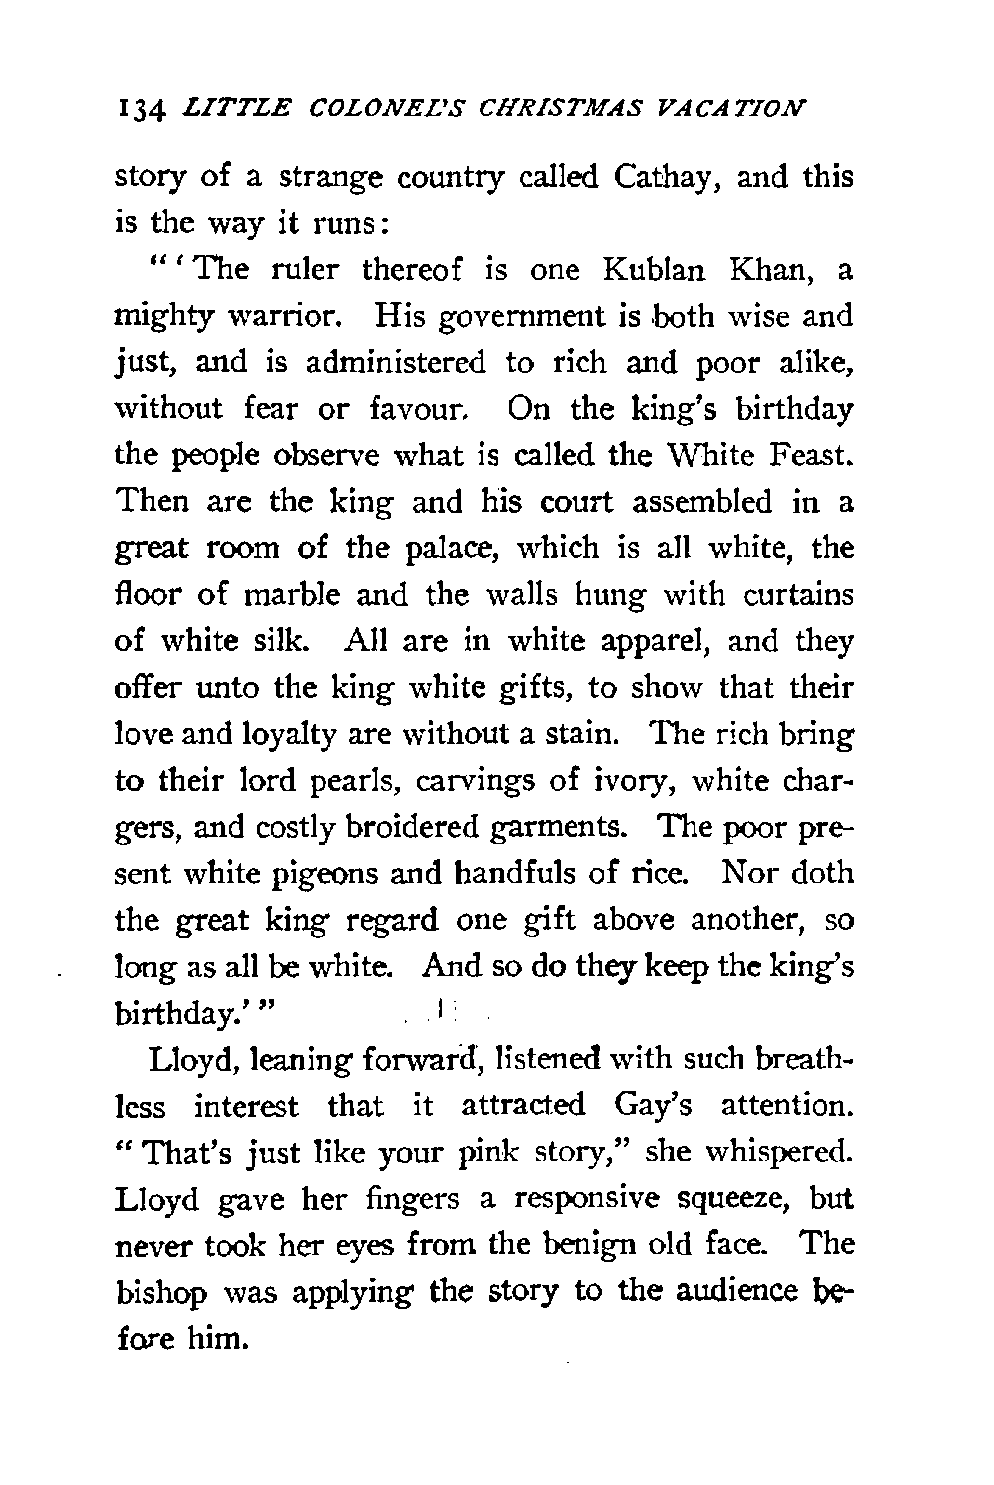 134 LITTLE COLONEL'S CHRISTMAS VACATION
story of a strange country called Cathay, and this
is the way it runs:
"'The ruler thereof is one Kublan Khan, a
mighty warrior. His government is both wise and
just, and is administered to rich and poor alike,
without fear or favour. On the king's birthday
the people observe what is called the White Feast.
Then are the king and his court assembled in a
great room of the palace, which is all white, the
floor of marble and the walls hung with curtains
of white silk. All are in white apparel, and they
offer unto the king white gifts, to show that their
love and loyalty are without a stain. The rich bring
to their lord pearls, carvings of ivory, white char-
gers, and costly broidered garments. The poor pre-
sent white pigeons and handfuls of rice. Nor doth
the great king regard one gift above another, so
long as all be white. And so do they keep the king's
birthday.'"
Lloyd, leaning forward, listened with such breath-
less interest that it attracted Gay's attention.
"That's just like your pink story," she whispered.
Lloyd gave her fingers a responsive squeeze, but
never took her eyes from the benign old face. The
bishop was applying the story to the audience be-
fore him.